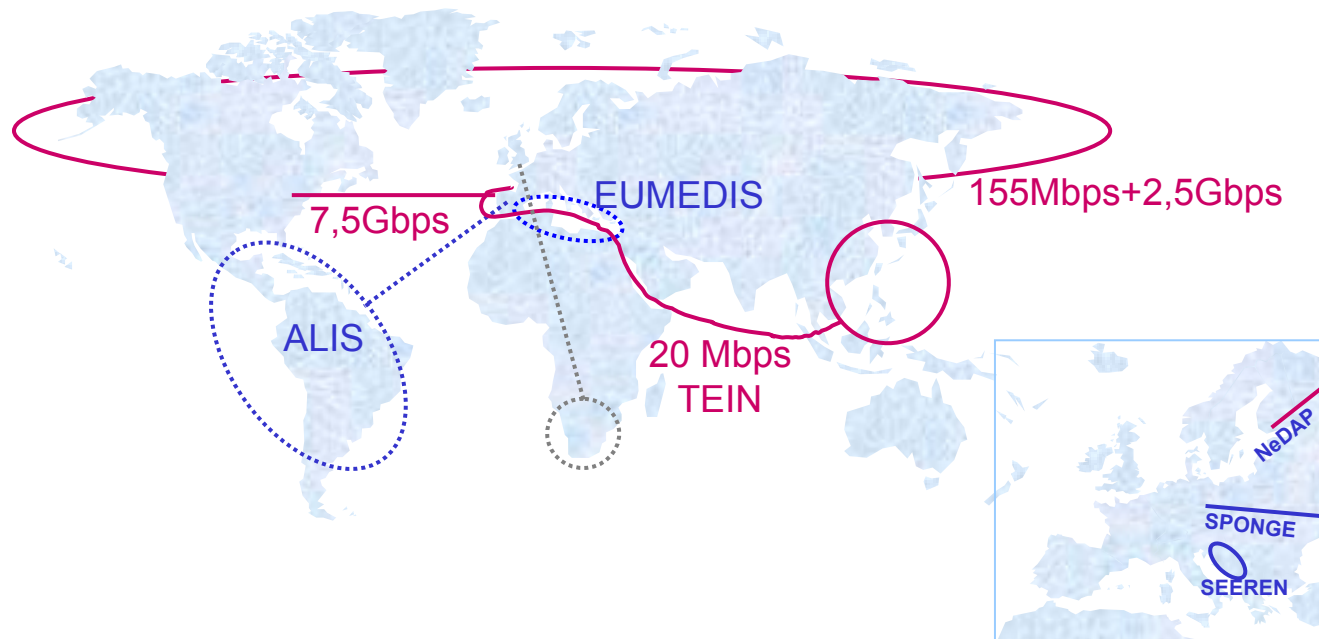 EUMEDIS
155Mbps+2,5Gbps
7,5Gbps
ALIS
20 Mbps
TEIN
NeDAP
SPONGE
SEEREN